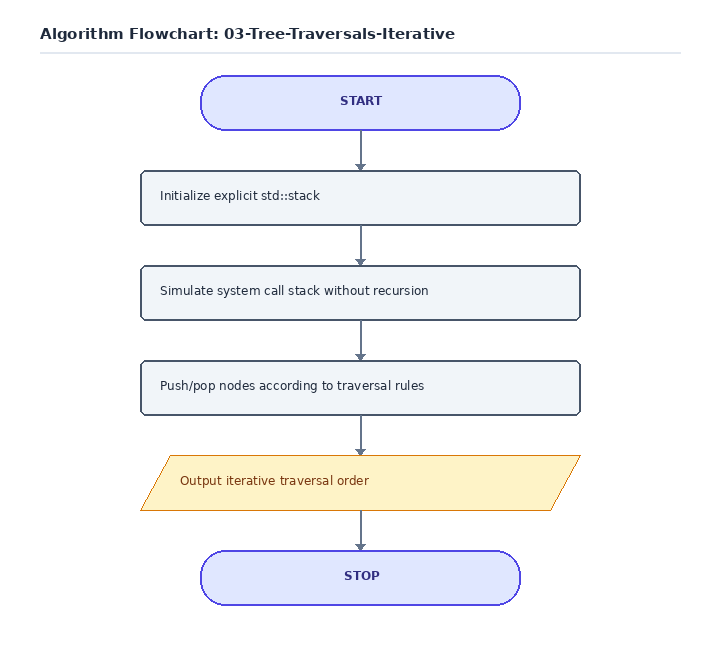 Algorithm Flowchart: 03-Tree-Traversals-Iterative
START
Initialize explicit std::stack
Simulate system call stack without recursion
Push/pop nodes according to traversal rules
Output iterative traversal order
STOP